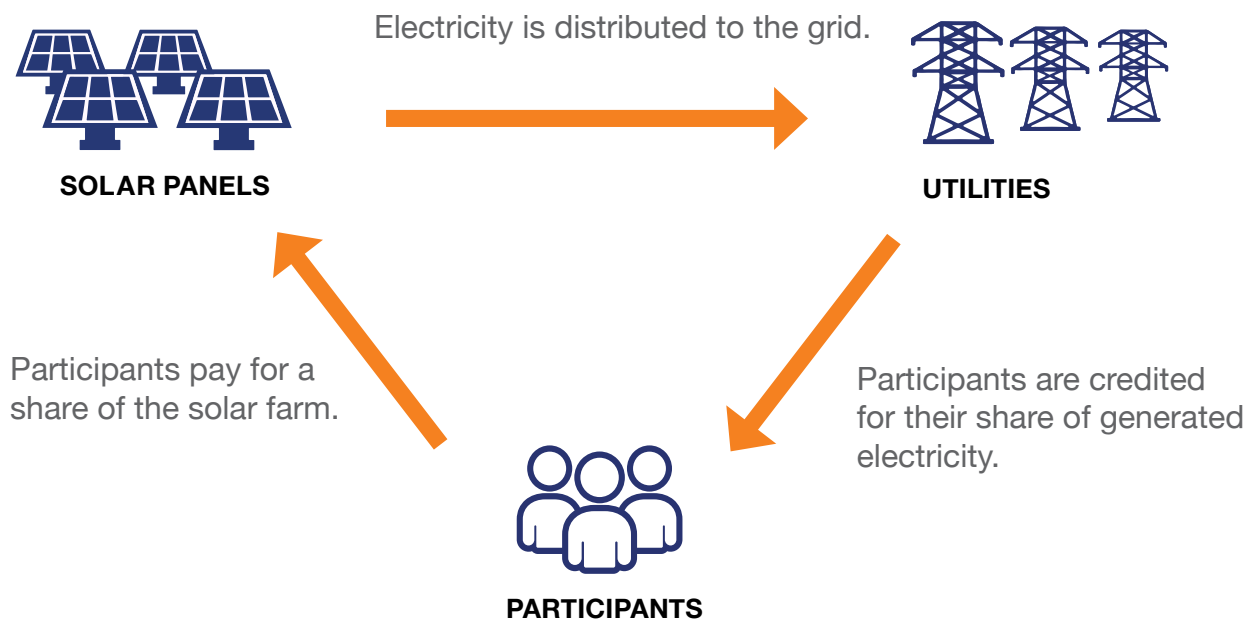 Electricity is distributed to the grid.
SOLAR PANELS
UTILITIES
Participants pay for a
share of the solar farm.
Participants are credited
for their share of generated
electricity.
PARTICIPANTS